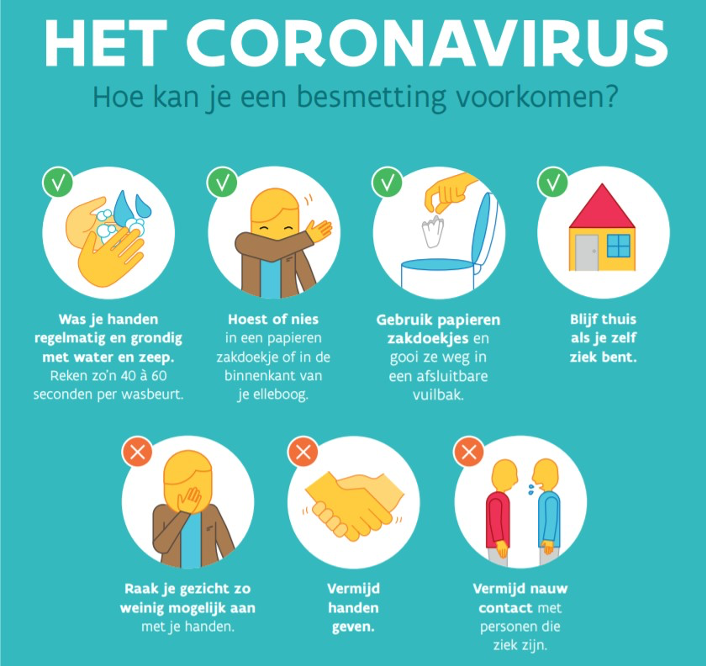 HET CORONAVIRUS
Hoe kan je een besmetting voorkomen?
Was je handen
regelmatig en grondig
met water en zeep.
Reken zo'n 40 à 60
seconden per wasbeurt.
Hoest of nies
in een papieren
zakdoekje of in de
binnenkant van
je elleboog.
Gebruik papieren
zakdoekjes en
gooi ze weg in
een afsluitbare
vuilbak.
Blijf thuis
als je zelf
ziek bent.
Raak je gezicht zo
weinig mogelijk aan
met je handen.
Vermijd
handen
geven.
Vermijd nauw
contact met
personen die
ziek zijn.